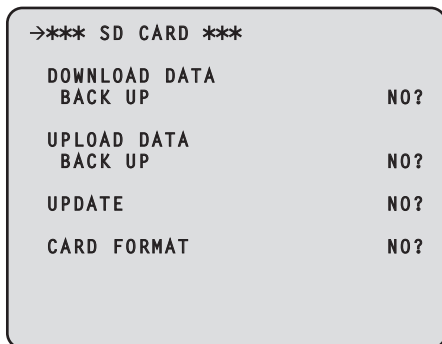 →*** SD CARD ***
DOWNLOAD DATA
BACK UP NO?
UPLOAD DATA
BACK UP NO?
UPDATE NO?
CARD FORMAT NO?